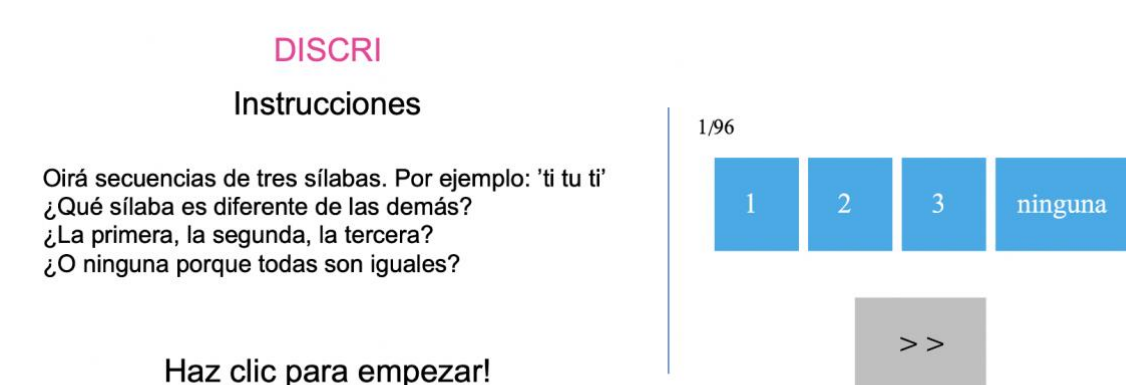 DISCRI
Instrucciones
Oirá secuencias de tres sílabas. Por ejemplo: 'ti tu ti'
¿Qué sílaba es diferente de las demás?
¿La primera, la segunda, la tercera?
¿O ninguna porque todas son iguales?
Haz clic para empezar!
1/96
1 2 3 ninguna
> >